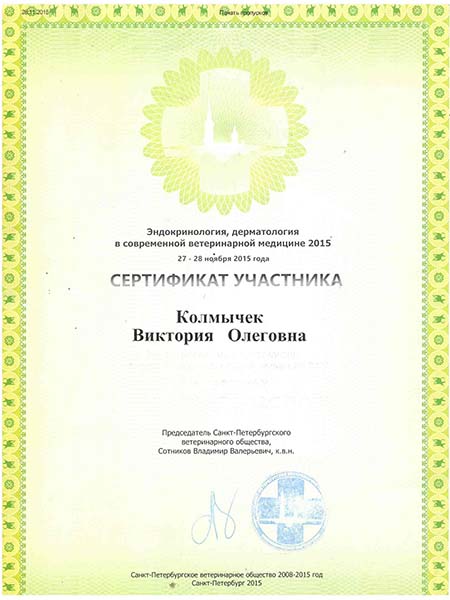 28.11.2015
Печать пропусков
Эндокринология, дерматология
в современной ветеринарной медицине 2015
27 - 28 ноября 2015 года
СЕРТИФИКАТ УЧАСТНИКА
Колмычек
Виктория Олеговна
Председатель Санкт-Петербургского
ветеринарного общества,
Сотников Владимир Валерьевич, к.в.н.
Санкт-Петербургское ветеринарное общество 2008-2015 год
Санкт-Петербург 2015